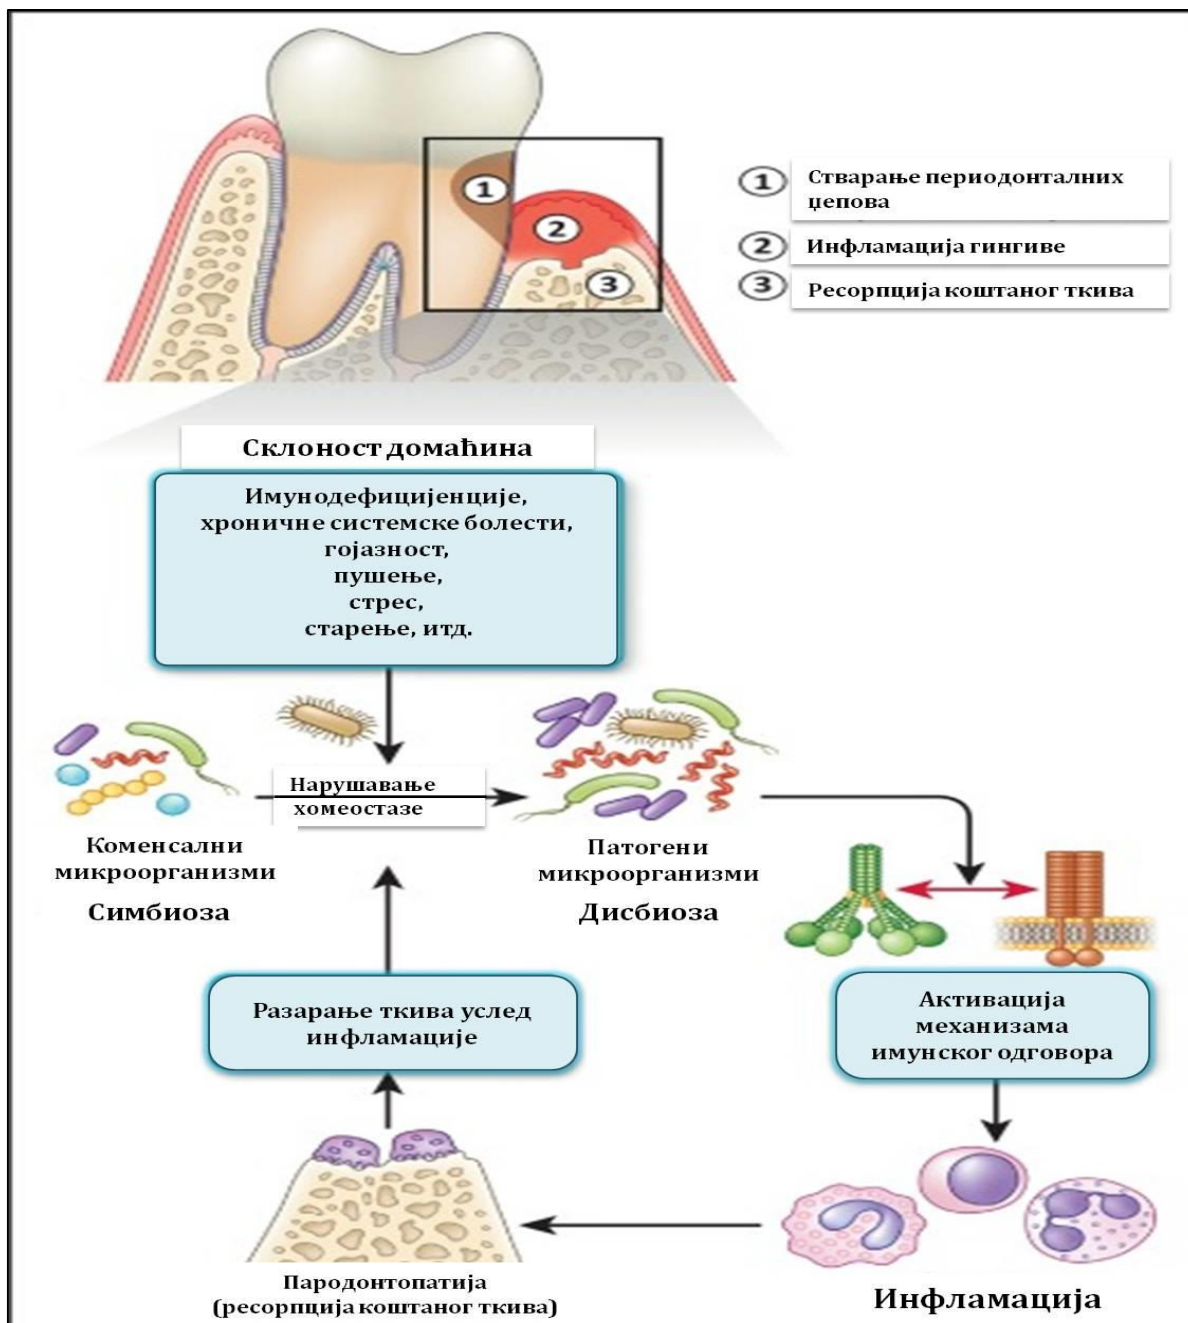 1
2
3
1 Стварање периодонталних
џепова
2 Инфламација гингиве
3 Ресорпција коштаног ткива
Склоност домаћина
Имунодефицијенције,
хроничне системске болести,
гојазност,
пушење,
стрес,
старење, итд.
Нарушавање
хомеостазе
Коменсални
микроорганизми
Симбиоза
Патогени
микроорганизми
Дисбиоза
Разарање ткива услед
инфламације
Активација
механизама
имунског одговора
Пародонтопатија
(ресорпција коштаног ткива)
Инфламација